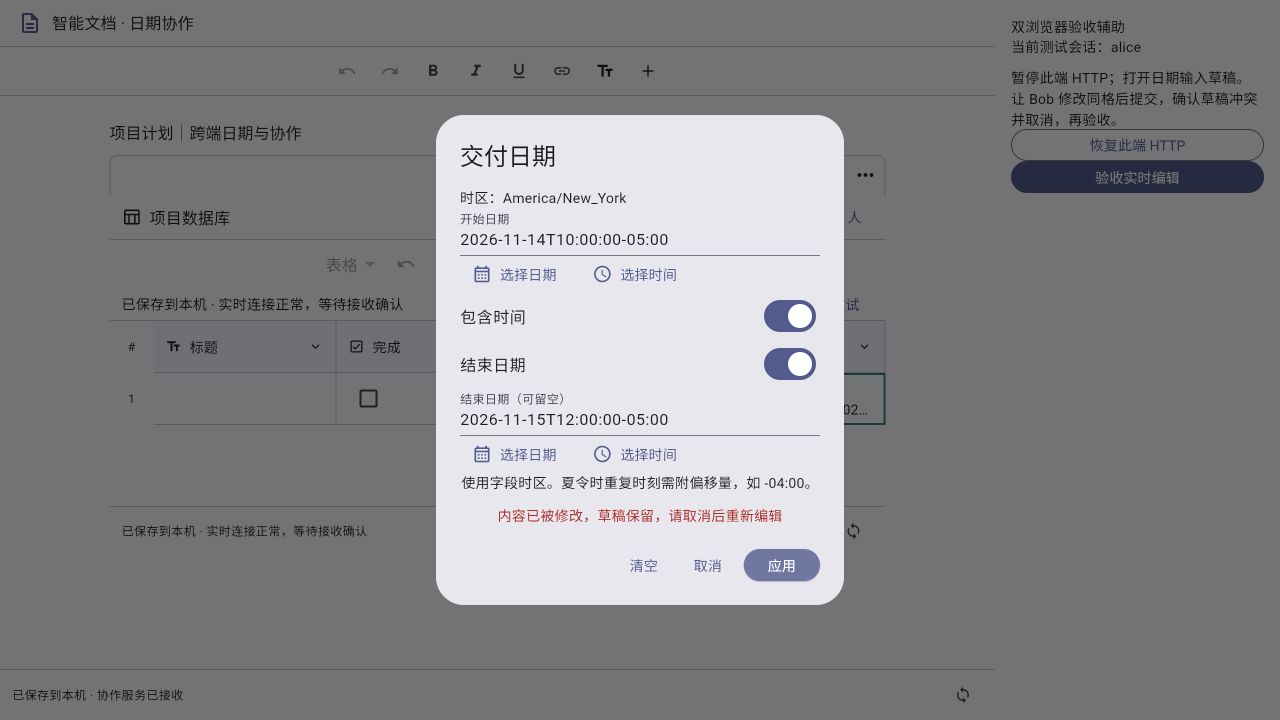 智能文档 · 日期协作
双浏览器验收辅助
当前测试会话：alice
暂停此端 HTTP；打开日期输入草稿。
让 Bob 修改同格后提交，确认草稿冲突
并取消，再验收。
恢复此端 HTTP
验收实时编辑
B I U Tт +
项目计划｜跨端日期与协作
项目数据库
人
表格
已保存到本机 · 实时连接正常，等待接收确认
试
# Tт 标题 完成
1
02...
已保存到本机 · 实时连接正常，等待接收确认
已保存到本机 · 协作服务已接收
交付日期
时区：America/New_York
开始日期
2026-11-14T10:00:00-05:00
选择日期 选择时间
包含时间
结束日期
结束日期（可留空）
2026-11-15T12:00:00-05:00
选择日期 选择时间
使用字段时区。夏令时重复时刻需附偏移量，如 -04:00。
内容已被修改，草稿保留，请取消后重新编辑
清空 取消 应用